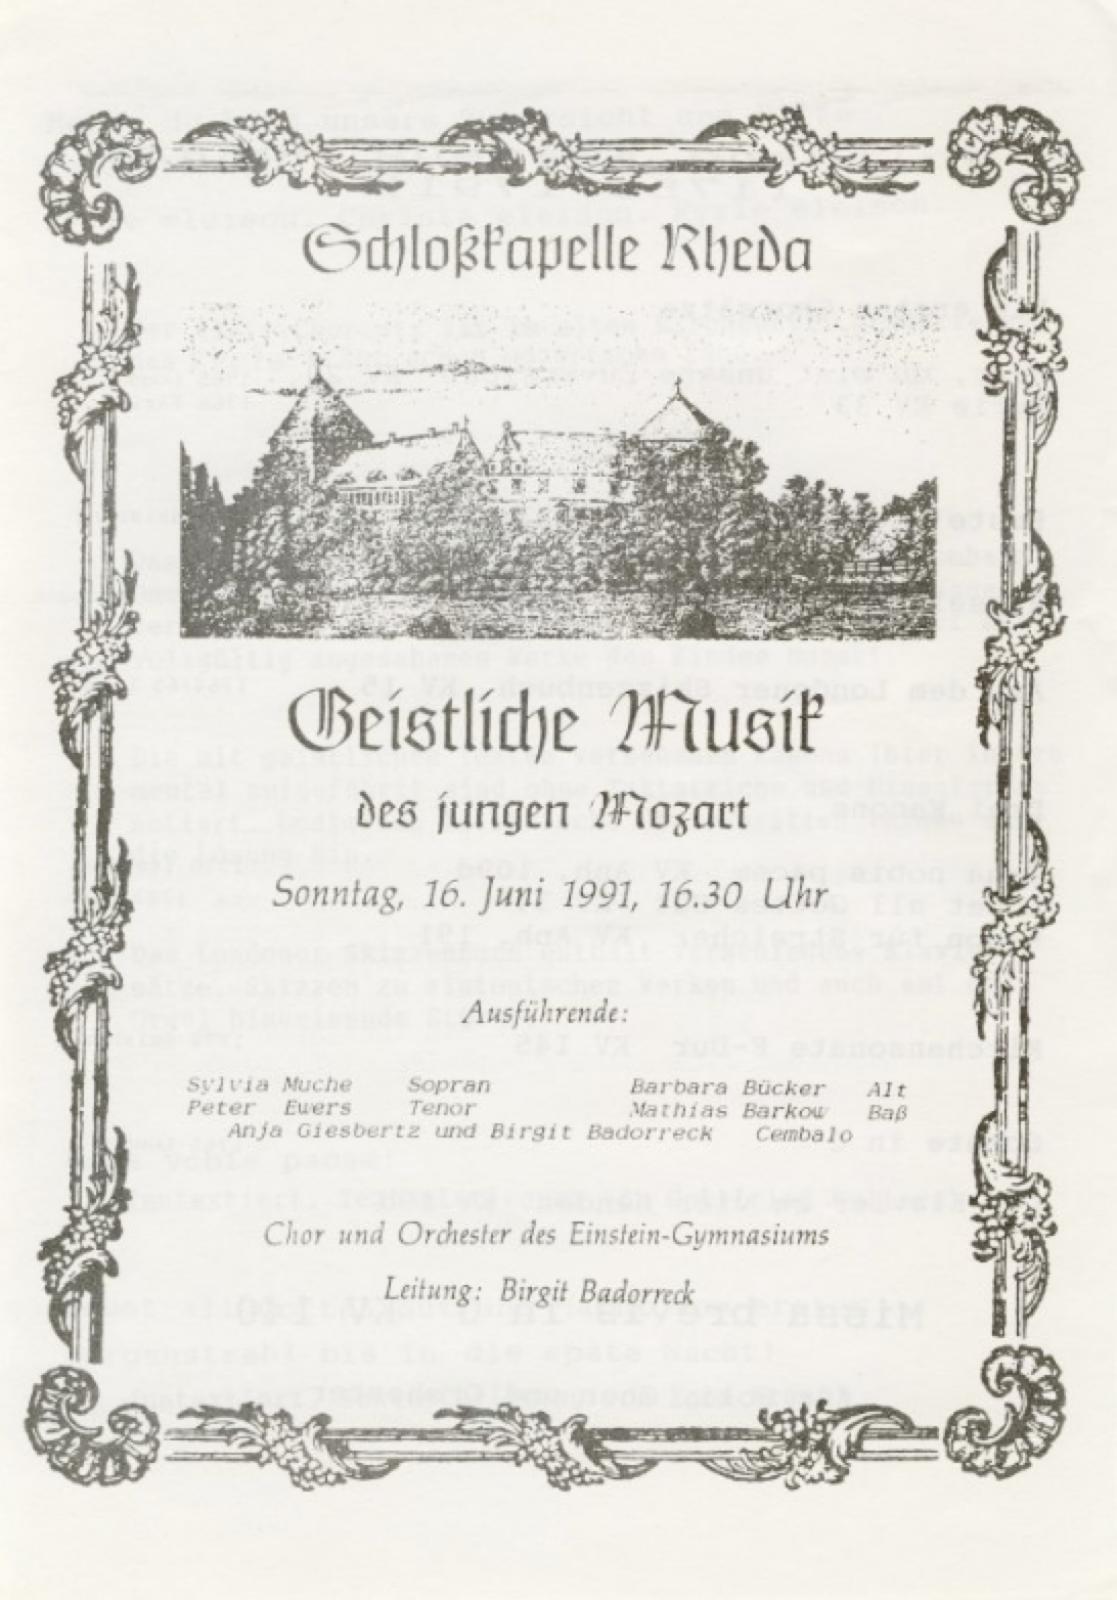 Schloßkapelle Rheda
Geistliche Musik
des jungen Mozart
Sonntag, 16. Juni 1991, 16.30 Uhr
Ausführende:
Sylvia Muche Sopran Barbara Bücker Alt
Peter Ewers Tenor Mathias Barkow Baß
Anja Giesbertz und Birgit Badorreck Cembalo
Chor und Orchester des Einstein-Gymnasiums
Leitung: Birgit Badorreck